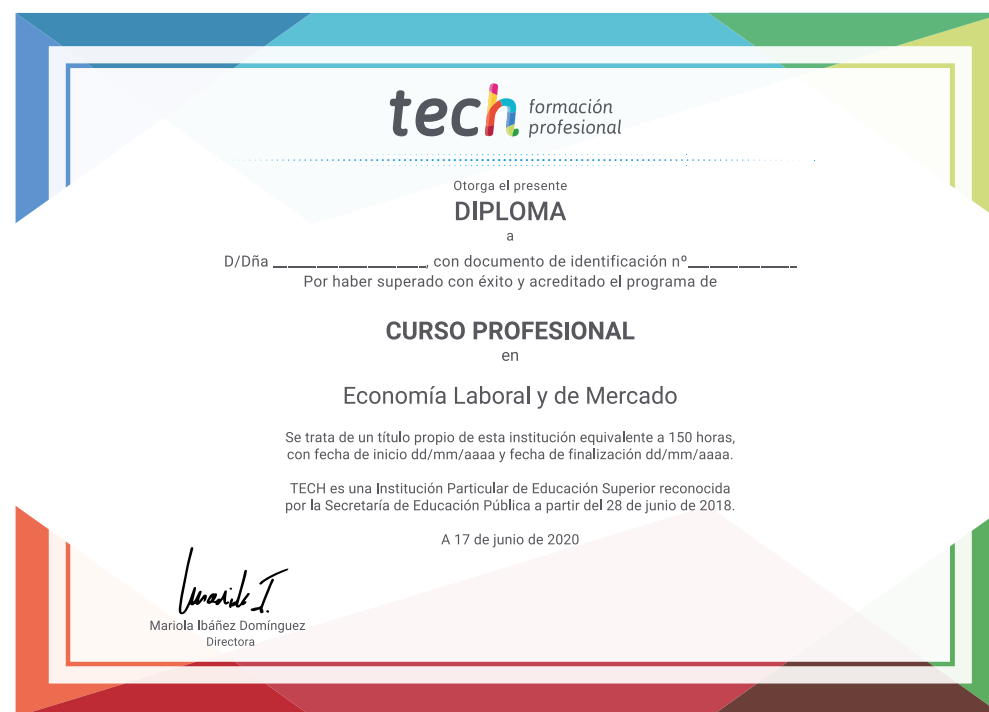 tech formación
profesional
Otorga el presente
DIPLOMA
a
D/Dña ______________________, con documento de identificación nº_______________
Por haber superado con éxito y acreditado el programa de
CURSO PROFESIONAL
en
Economía Laboral y de Mercado
Se trata de un título propio de esta institución equivalente a 150 horas,
con fecha de inicio dd/mm/aaaa y fecha de finalización dd/mm/aaaa.
TECH es una Institución Particular de Educación Superior reconocida
por la Secretaría de Educación Pública a partir del 28 de junio de 2018.
A 17 de junio de 2020
Mariola Ibáñez Domínguez
Directora